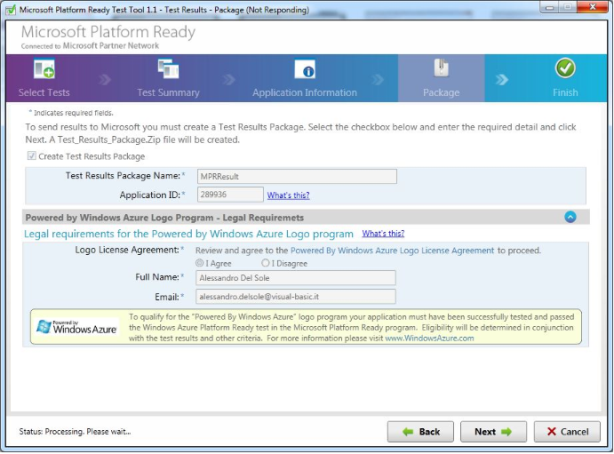 Microsoft Platform Ready Test Tool 1.1 - Test Results - Package (Not Responding)
Microsoft Platform Ready
Connected to Microsoft Partner Network
Select Tests
Test Summary
Application Information
Package
Finish
* Indicates required fields.
To send results to Microsoft you must create a Test Results Package. Select the checkbox below and enter the required detail and click
Next. A Test_Results_Package.Zip file will be created.
Create Test Results Package
Test Results Package Name:* MPRResult
Application ID:* 289936 What's this?
Powered by Windows Azure Logo Program - Legal Requiremets
Legal requirements for the Powered by Windows Azure Logo program What's this?
Logo License Agreement:* Review and agree to the Powered By Windows Azure Logo License Agreement to proceed.
I Agree I Disagree
Full Name:* Alessandro Del Sole
Email:* alessandro.delsole@visual-basic.it
Powered by
Windows Azure
To qualify for the "Powered By Windows Azure" logo program your application must have been successfully tested and passed
the Windows Azure Platform Ready test in the Microsoft Platform Ready program. Eligibility will be determined in conjunction
with the test results and other criteria. For more information please visit www.WindowsAzure.com
Status: Processing. Please wait...
Back
Next
Cancel